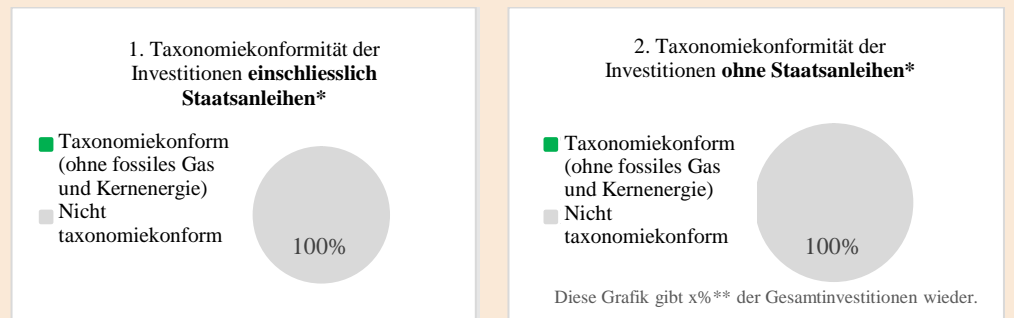 1. Taxonomiekonformität der
Investitionen einschliesslich
Staatsanleihen*
Taxonomiekonform
(ohne fossiles Gas
und Kernenergie)
Nicht
taxonomiekonform
100%
2. Taxonomiekonformität der
Investitionen ohne Staatsanleihen*
Taxonomiekonform
(ohne fossiles Gas
und Kernenergie)
Nicht
taxonomiekonform
100%
Diese Grafik gibt x%** der Gesamtinvestitionen wieder.